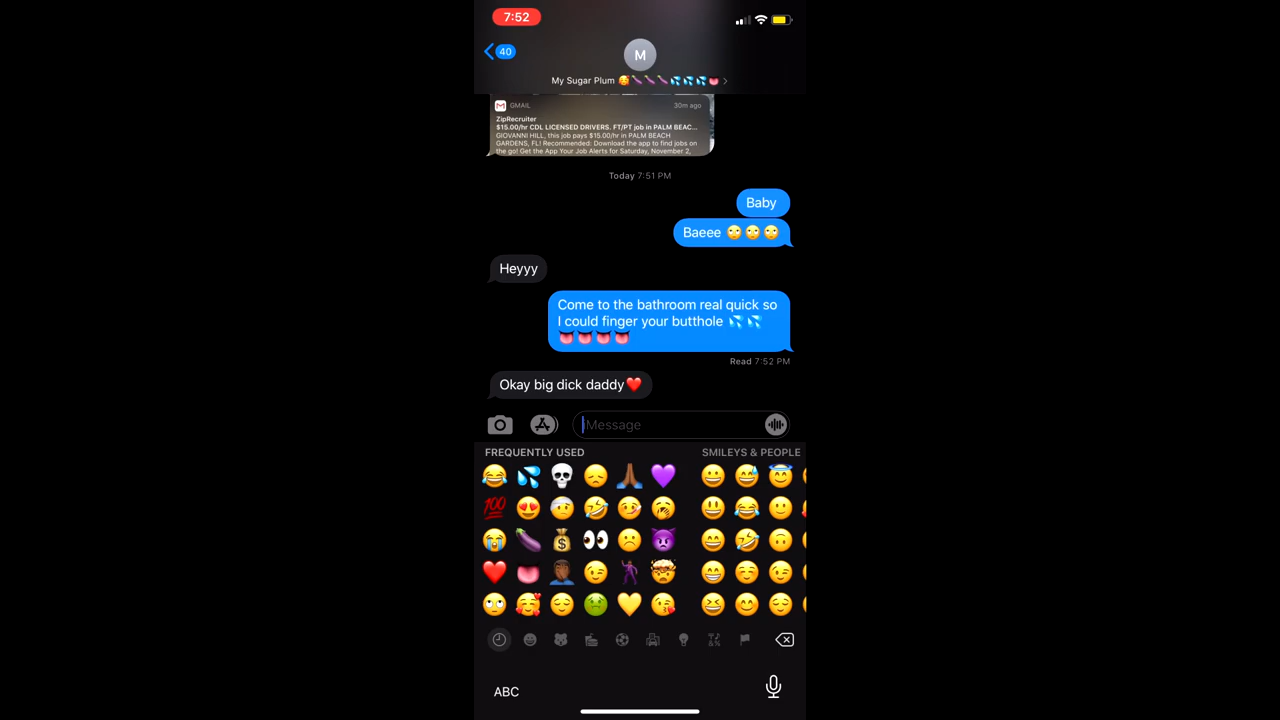 7:52
40
M
My Sugar Plum 🥰🍆🍆🍆💦💦💦👅 >
GMAIL 30m ago
ZipRecruiter
$15.00/hr CDL LICENSED DRIVERS. FT/PT job in PALM BEAC...
GIOVANNI HILL, this job pays $15.00/hr in PALM BEACH
GARDENS, FL! Recommended: Download the app to find jobs on
the go! Get the App Your Job Alerts for Saturday, November 2,
Today 7:51 PM
Baby
Baeee 🙄🙄🙄
Heyyy
Come to the bathroom real quick so
I could finger your butthole 💦💦
👅👅👅👅
Read 7:52 PM
Okay big dick daddy❤️
Message
FREQUENTLY USED SMILEYS & PEOPLE
ABC